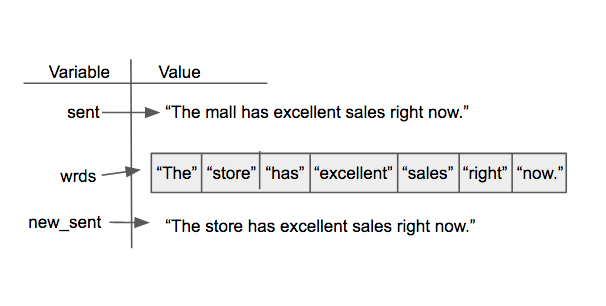 Variable Value
sent “The mall has excellent sales right now.”
wrds “The” “store” “has” “excellent” “sales” “right” “now.”
new_sent “The store has excellent sales right now.”